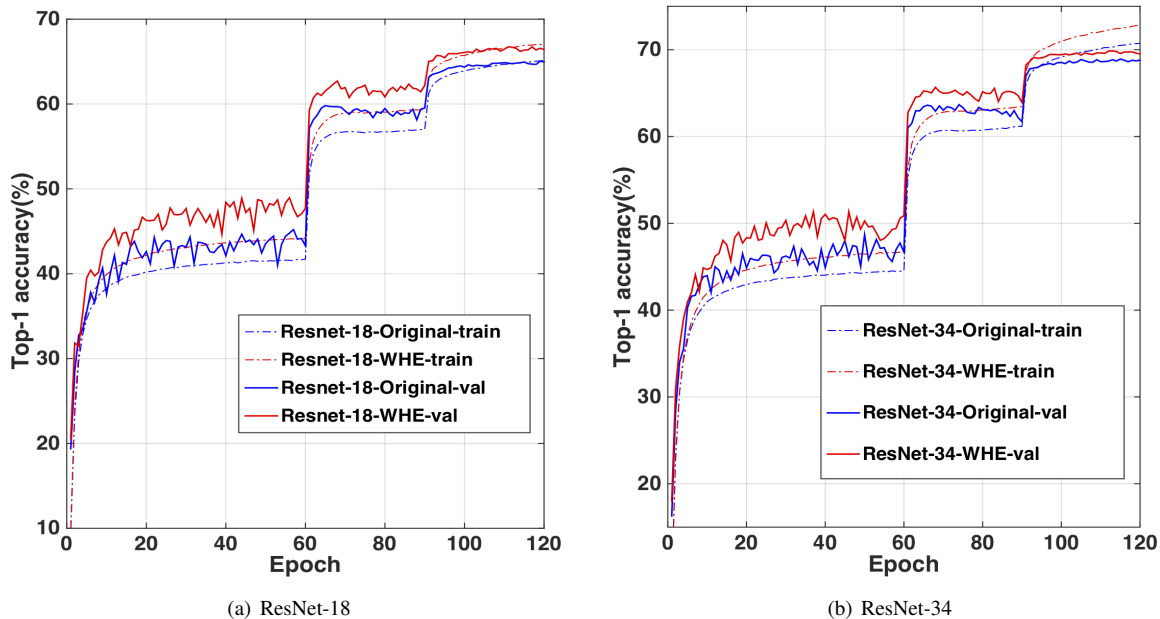 70
60
50
40
30
20
10
Top-1 accuracy(%)
Resnet-18-Original-train
Resnet-18-WHE-train
Resnet-18-Original-val
Resnet-18-WHE-val
0 20 40 60 80 100 120
Epoch
(a) ResNet-18
70
60
50
40
30
20
Top-1 accuracy(%)
ResNet-34-Original-train
ResNet-34-WHE-train
ResNet-34-Original-val
ResNet-34-WHE-val
0 20 40 60 80 100 120
Epoch
(b) ResNet-34